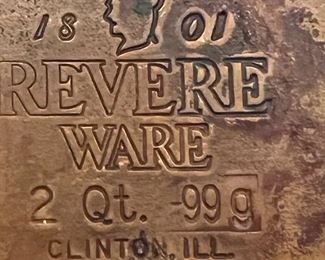 18 01
REVERE
WARE
2 Qt. -99g
CLINTON, ILL.